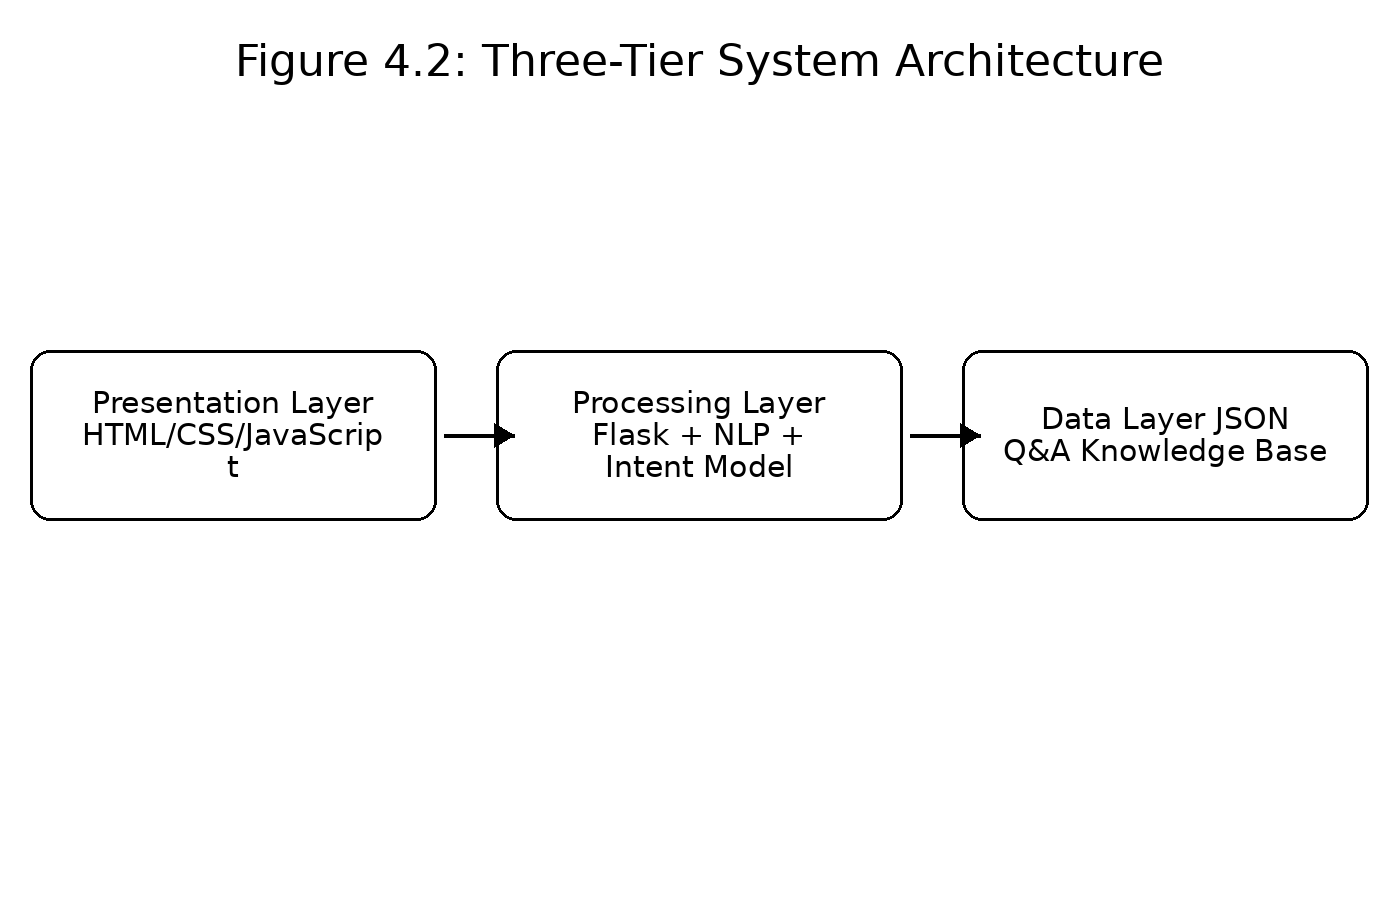 Figure 4.2: Three-Tier System Architecture
Presentation Layer
HTML/CSS/JavaScrip
t
Processing Layer
Flask + NLP +
Intent Model
Data Layer JSON
Q&A Knowledge Base